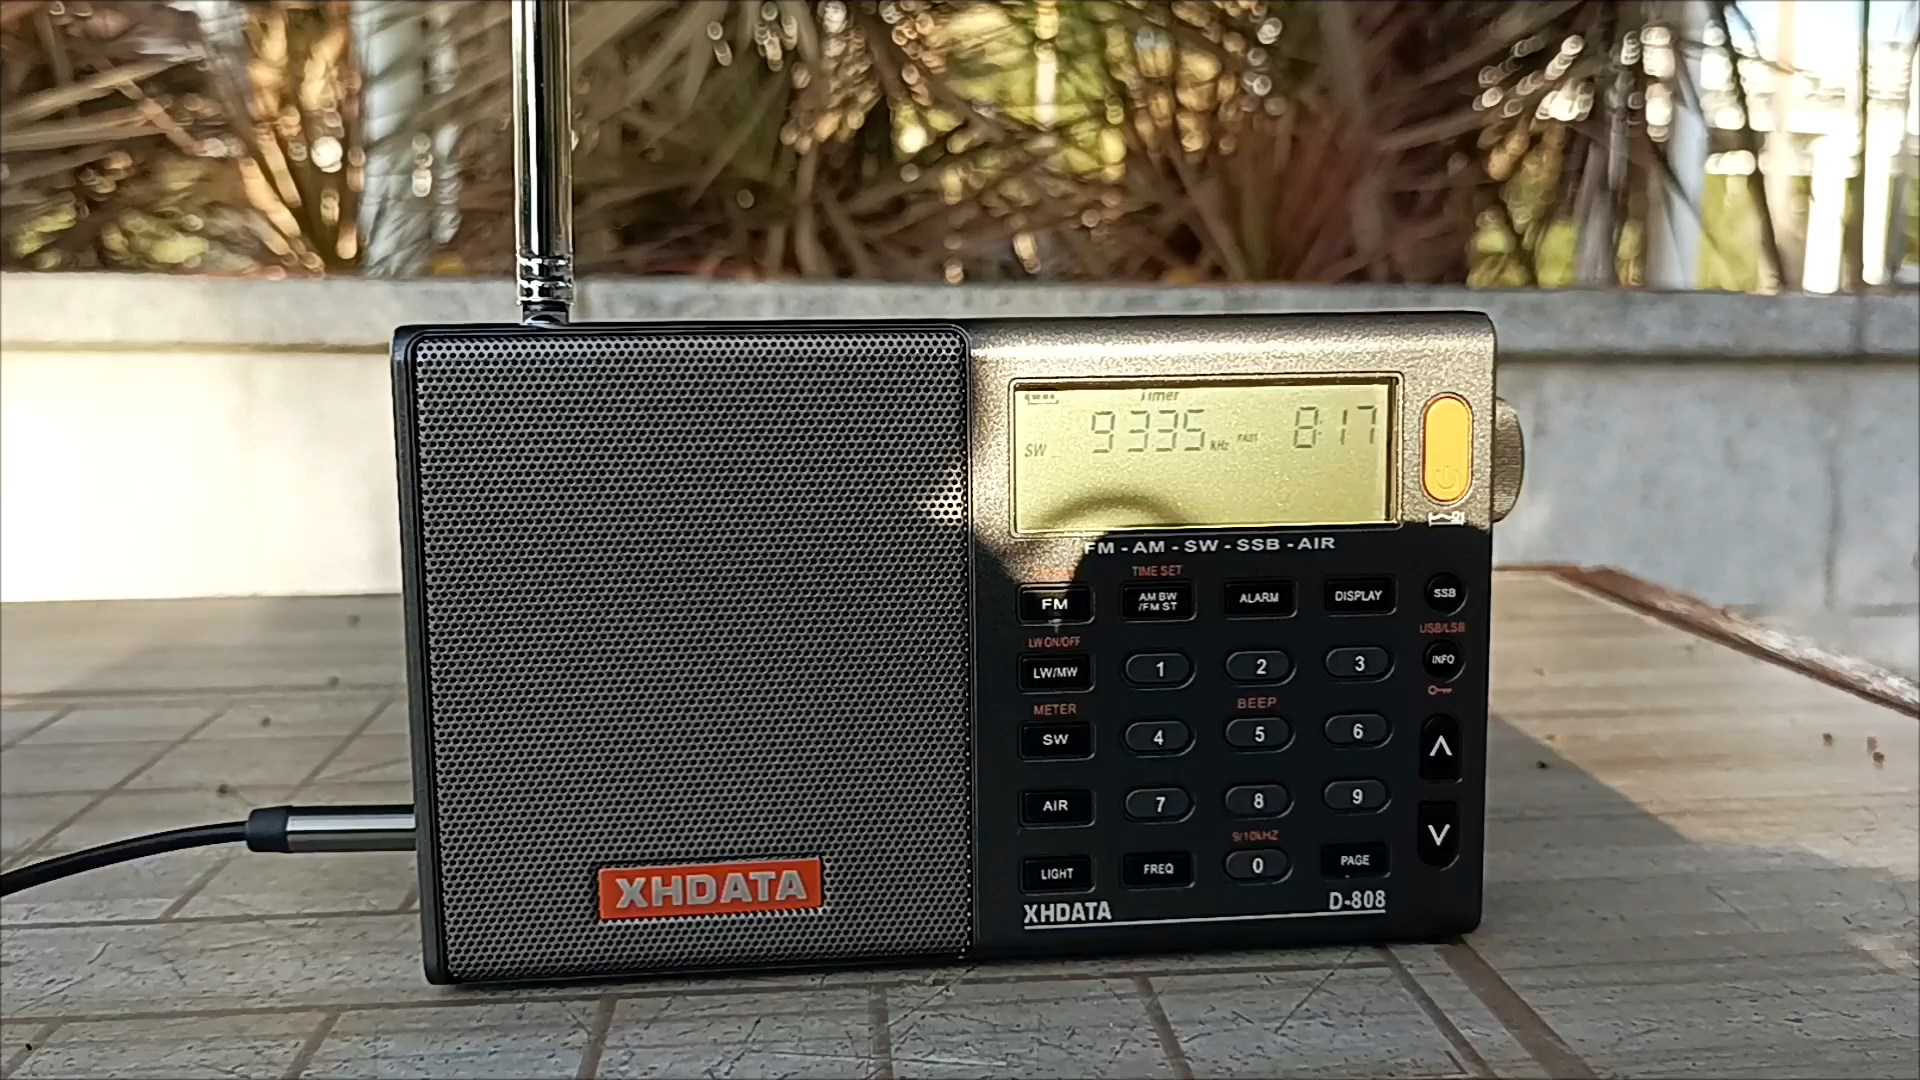 Timer
SW 9335 kHz FAST 8:17
FM - AM - SW - SSB - AIR
TIME SET
FM AM BW /FM ST ALARM DISPLAY SSB
LW ON/OFF USB/LSB
LW/MW 1 2 3 INFO
METER BEEP
SW 4 5 6
AIR 7 8 9
9/10kHZ
LIGHT FREQ 0 PAGE
XHDATA
XHDATA D-808